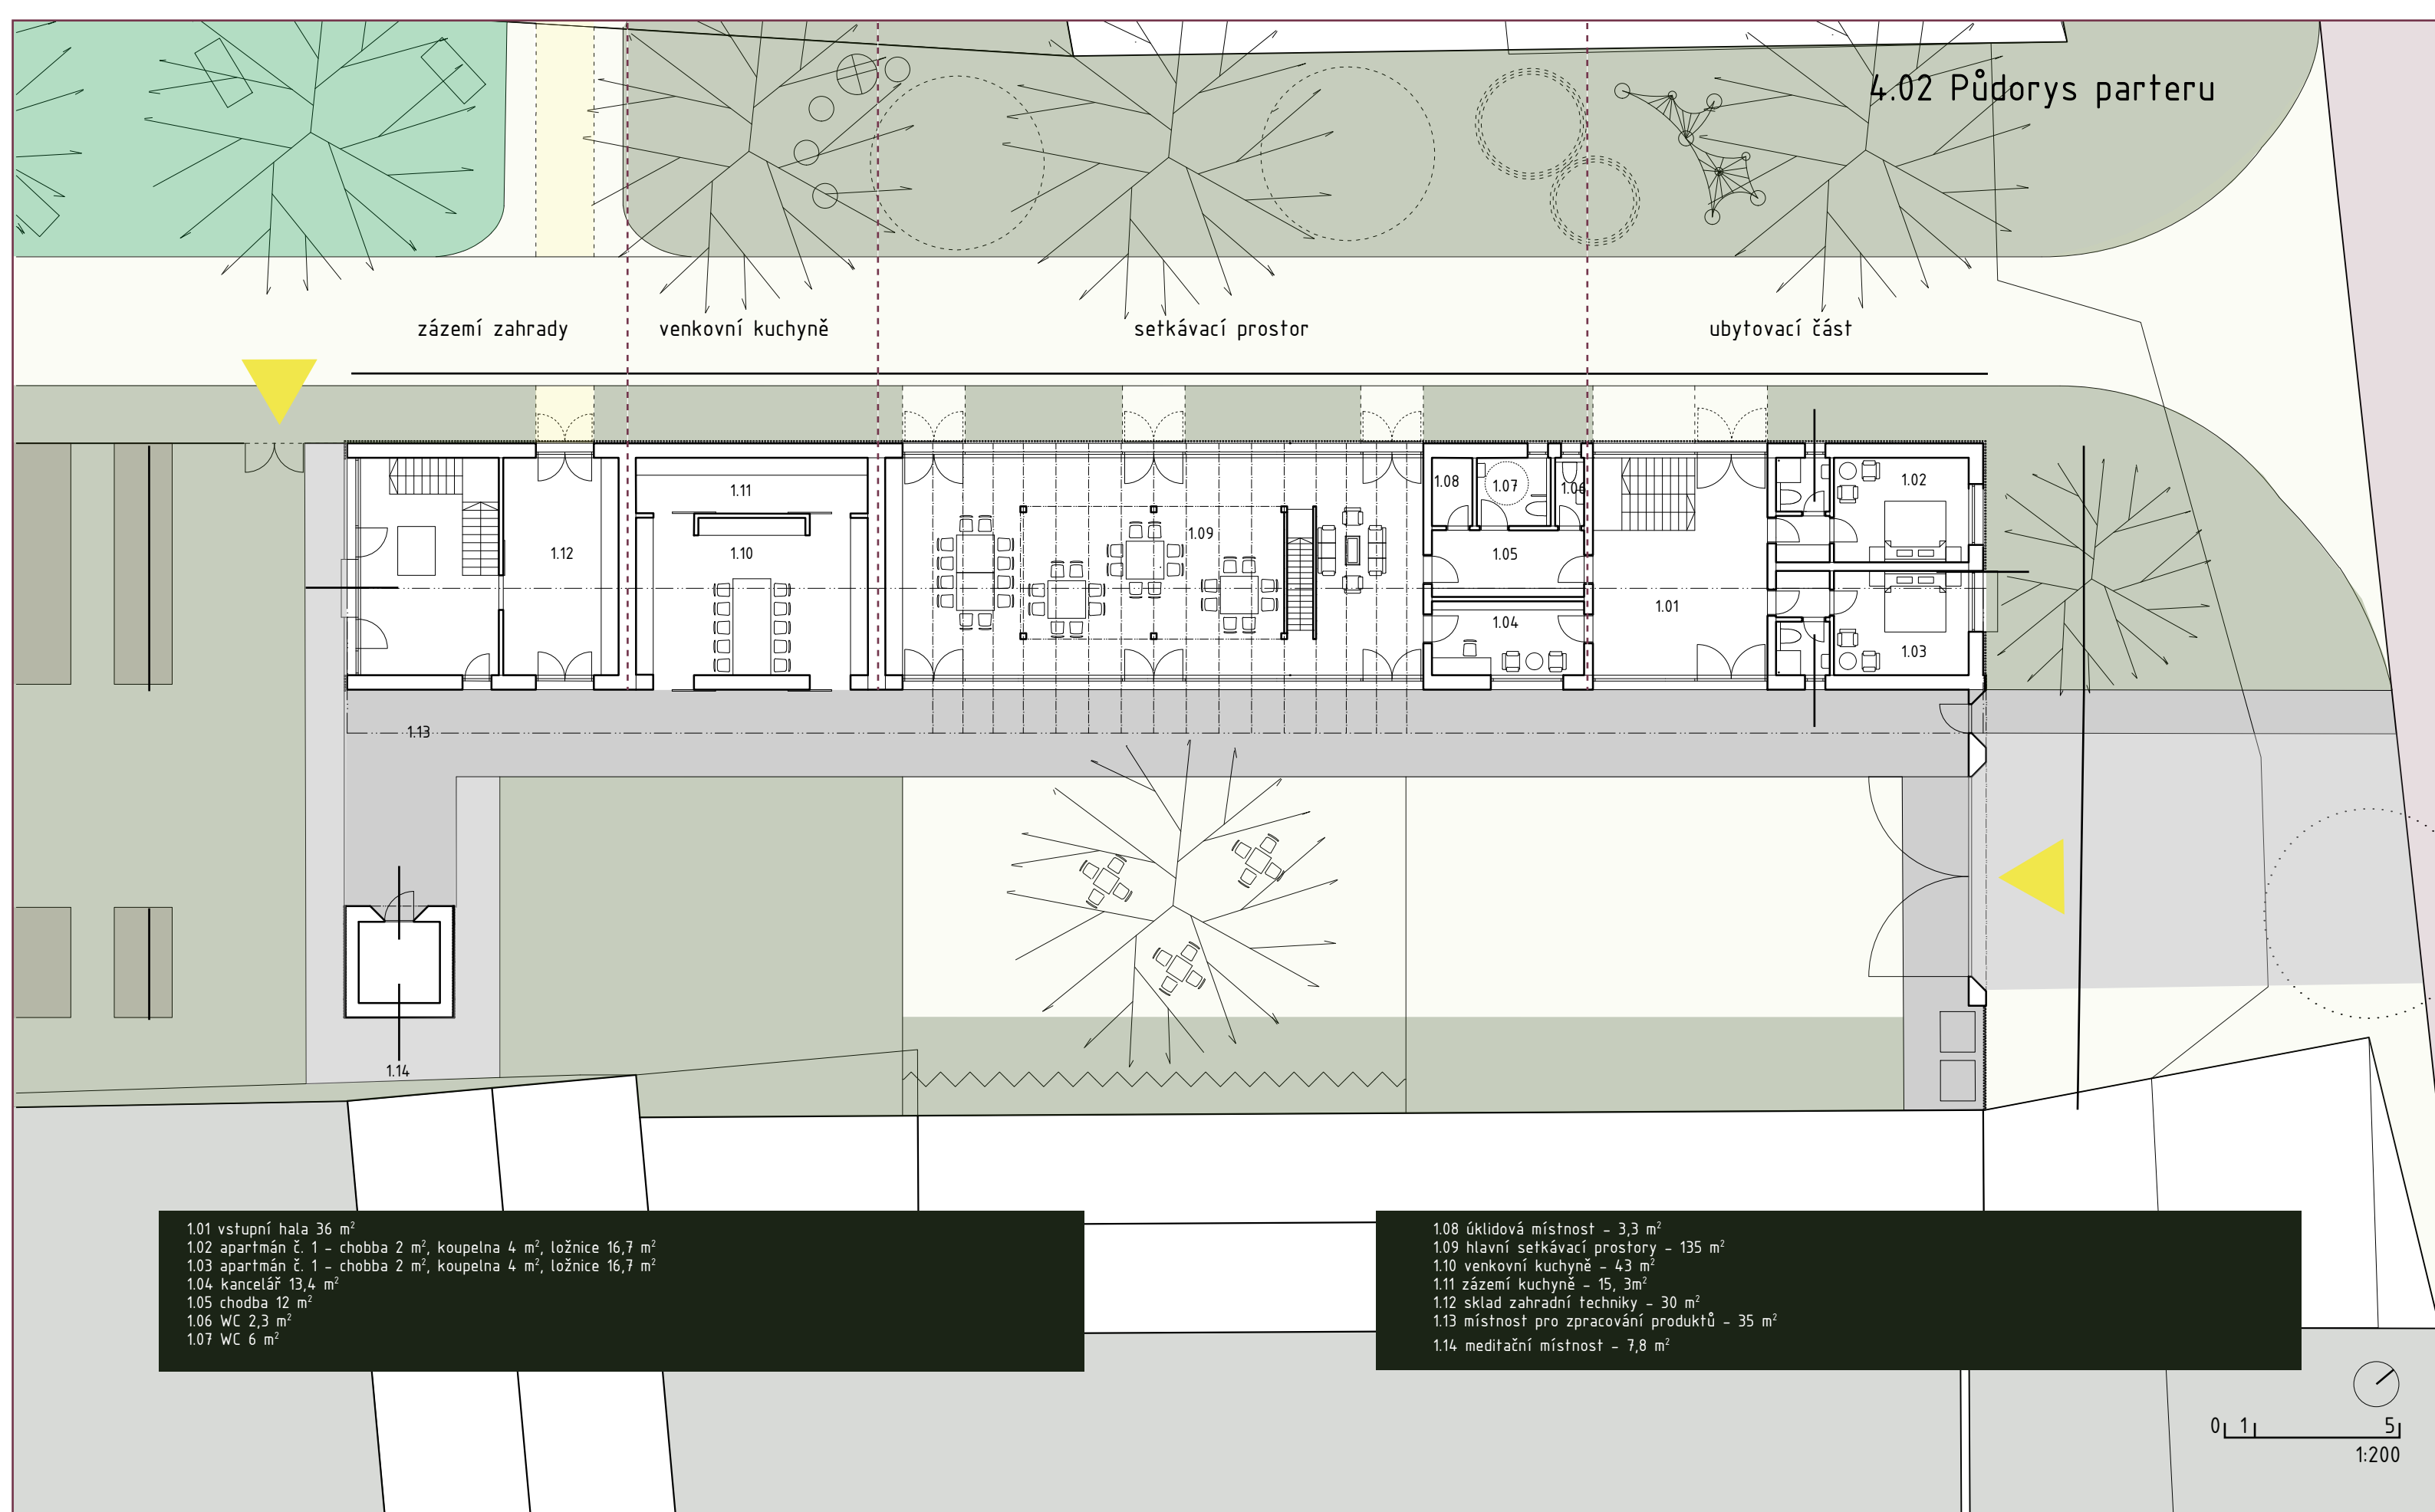 4.02 Půdorys parteru
zázemí zahrady
venkovní kuchyně
setkávací prostor
ubytovací část
1.11
1.12
1.10
1.09
1.08
1.07
1.06
1.05
1.04
1.01
1.02
1.03
1.13
1.14
1.01 vstupní hala 36 m²
1.02 apartmán č. 1 - chobba 2 m², koupelna 4 m², ložnice 16,7 m²
1.03 apartmán č. 1 - chobba 2 m², koupelna 4 m², ložnice 16,7 m²
1.04 kancelář 13,4 m²
1.05 chodba 12 m²
1.06 WC 2,3 m²
1.07 WC 6 m²
1.08 úklidová místnost - 3,3 m²
1.09 hlavní setkávací prostory - 135 m²
1.10 venkovní kuchyně - 43 m²
1.11 zázemí kuchyně - 15, 3m²
1.12 sklad zahradní techniky - 30 m²
1.13 místnost pro zpracování produktů - 35 m²
1.14 meditační místnost - 7,8 m²
0 1 5
1:200